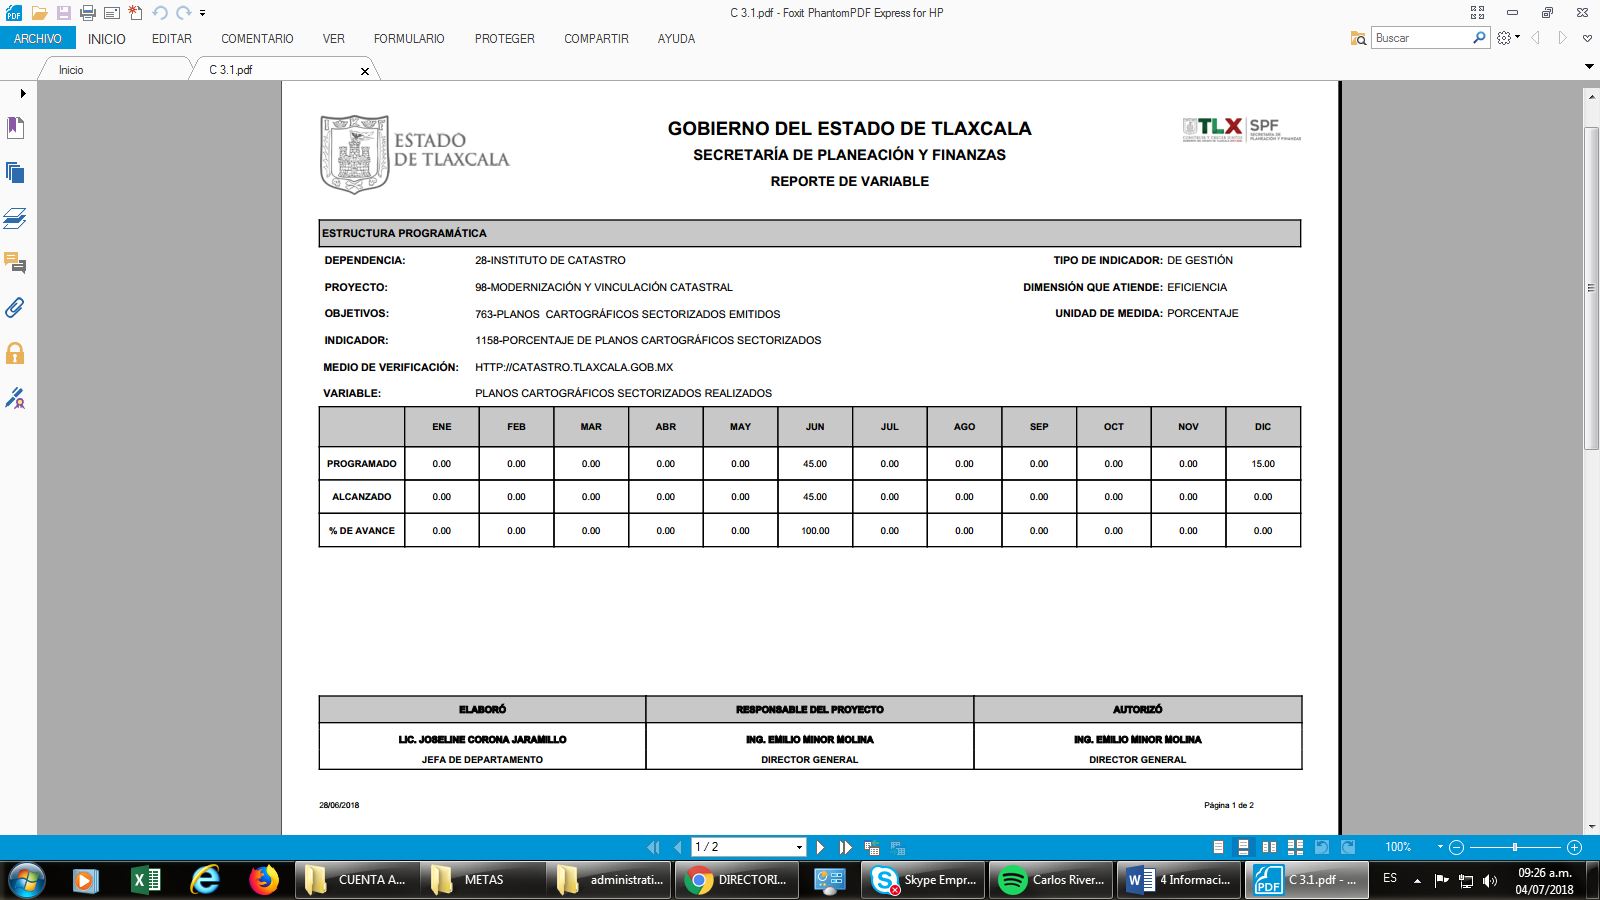 C 3.1.pdf - Foxit PhantomPDF Express for HP
ARCHIVO INICIO EDITAR COMENTARIO VER FORMULARIO PROTEGER COMPARTIR AYUDA Buscar
Inicio C 3.1.pdf
ESTADO
DE TLAXCALA
GOBIERNO DEL ESTADO DE TLAXCALA
SECRETARÍA DE PLANEACIÓN Y FINANZAS
REPORTE DE VARIABLE
TLX SPF
SECRETARÍA DE
PLANEACIÓN Y FINANZAS
ESTRUCTURA PROGRAMÁTICA
DEPENDENCIA: 28-INSTITUTO DE CATASTRO TIPO DE INDICADOR: DE GESTIÓN
PROYECTO: 98-MODERNIZACIÓN Y VINCULACIÓN CATASTRAL DIMENSIÓN QUE ATIENDE: EFICIENCIA
OBJETIVOS: 763-PLANOS CARTOGRÁFICOS SECTORIZADOS EMITIDOS UNIDAD DE MEDIDA: PORCENTAJE
INDICADOR: 1158-PORCENTAJE DE PLANOS CARTOGRÁFICOS SECTORIZADOS
MEDIO DE VERIFICACIÓN: HTTP://CATASTRO.TLAXCALA.GOB.MX
VARIABLE: PLANOS CARTOGRÁFICOS SECTORIZADOS REALIZADOS
ENE FEB MAR ABR MAY JUN JUL AGO SEP OCT NOV DIC
PROGRAMADO 0.00 0.00 0.00 0.00 0.00 45.00 0.00 0.00 0.00 0.00 0.00 15.00
ALCANZADO 0.00 0.00 0.00 0.00 0.00 45.00 0.00 0.00 0.00 0.00 0.00 0.00
% DE AVANCE 0.00 0.00 0.00 0.00 0.00 100.00 0.00 0.00 0.00 0.00 0.00 0.00
ELABORÓ RESPONSABLE DEL PROYECTO AUTORIZÓ
LIC. JOSELINE CORONA JARAMILLO ING. EMILIO MINOR MOLINA ING. EMILIO MINOR MOLINA
JEFA DE DEPARTAMENTO DIRECTOR GENERAL DIRECTOR GENERAL
28/06/2018 Página 1 de 2
1 / 2 100%
CUENTA A... METAS administrati... DIRECTORI... Skype Empr... Carlos River... 4 Informaci... C 3.1.pdf - ... ES 09:26 a.m.
04/07/2018